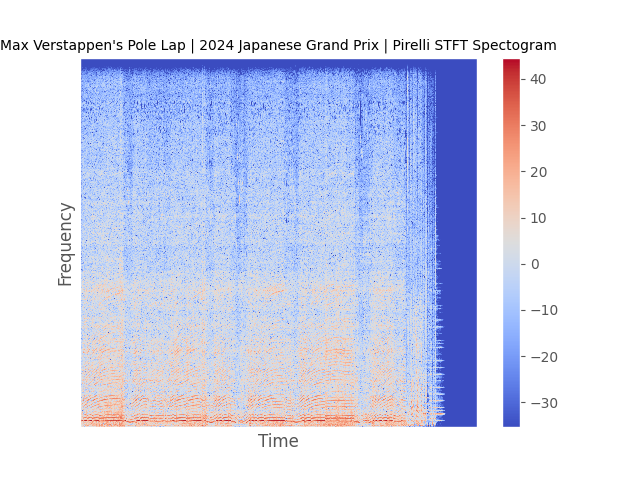 Max Verstappen's Pole Lap | 2024 Japanese Grand Prix | Pirelli STFT Spectogram
Frequency
Time
40
30
20
10
0
−10
−20
−30